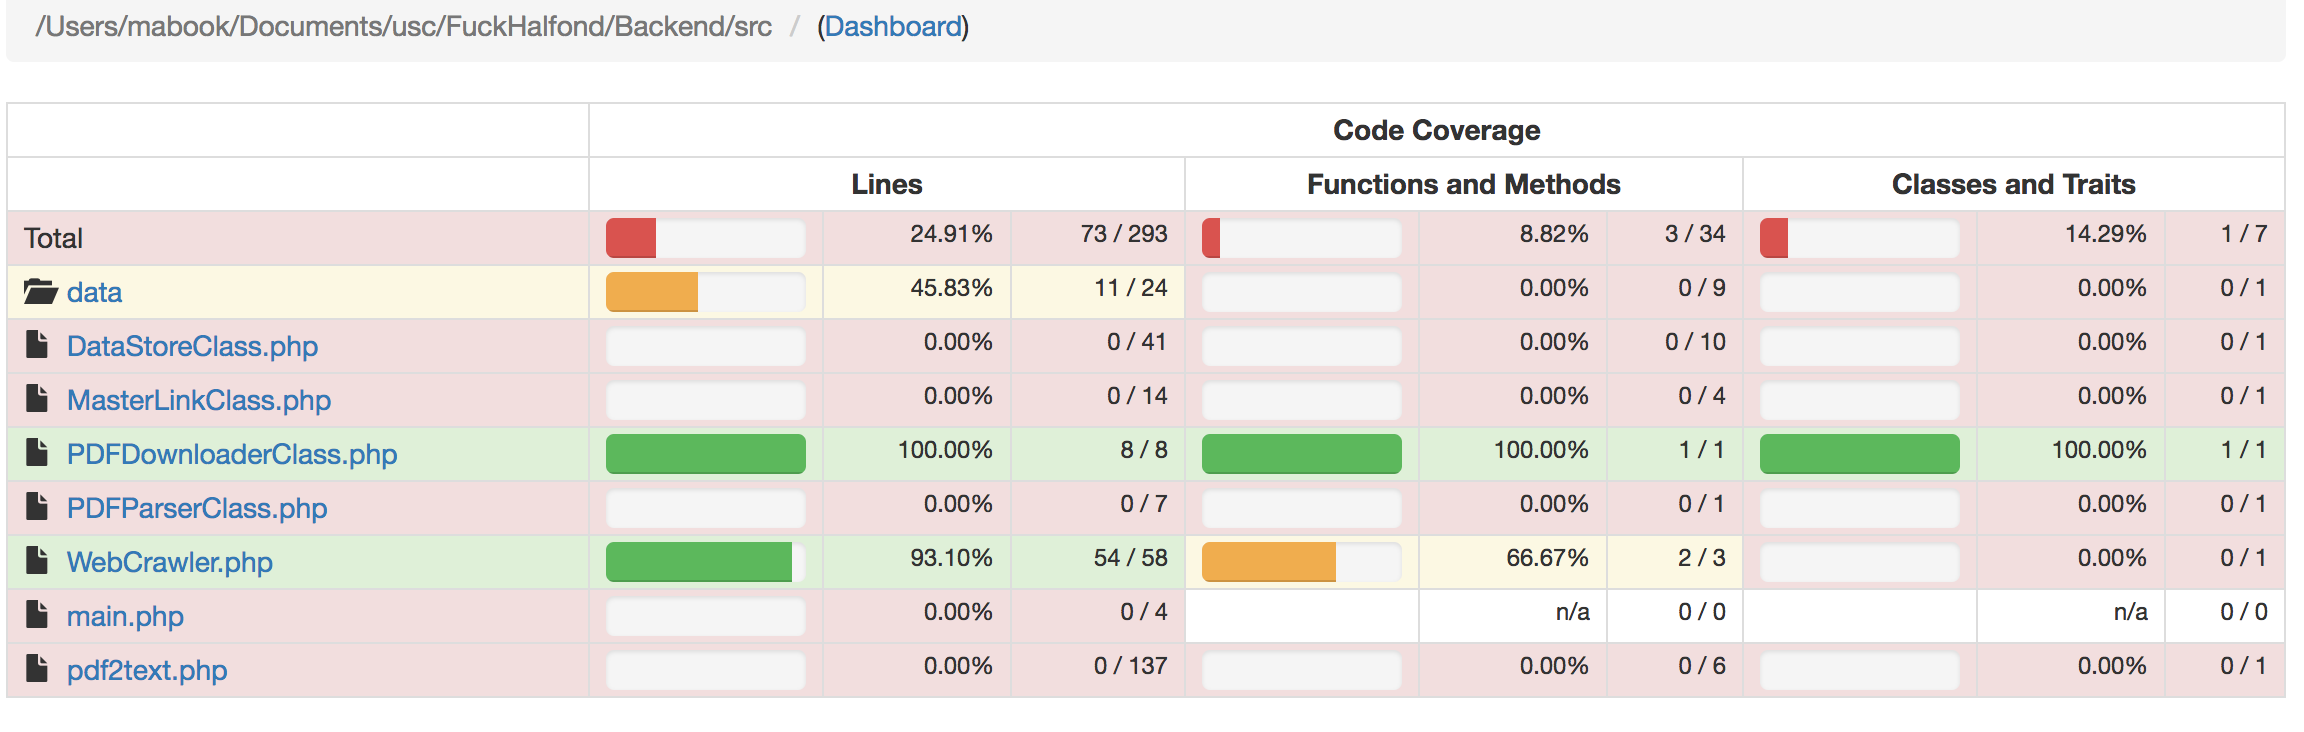 /Users/mabook/Documents/usc/FuckHalfond/Backend/src / (Dashboard)
Code Coverage
Lines Functions and Methods Classes and Traits
Total 24.91% 73 / 293 8.82% 3 / 34 14.29% 1 / 7
data 45.83% 11 / 24 0.00% 0 / 9 0.00% 0 / 1
DataStoreClass.php 0.00% 0 / 41 0.00% 0 / 10 0.00% 0 / 1
MasterLinkClass.php 0.00% 0 / 14 0.00% 0 / 4 0.00% 0 / 1
PDFDownloaderClass.php 100.00% 8 / 8 100.00% 1 / 1 100.00% 1 / 1
PDFParserClass.php 0.00% 0 / 7 0.00% 0 / 1 0.00% 0 / 1
WebCrawler.php 93.10% 54 / 58 66.67% 2 / 3 0.00% 0 / 1
main.php 0.00% 0 / 4 n/a 0 / 0 n/a 0 / 0
pdf2text.php 0.00% 0 / 137 0.00% 0 / 6 0.00% 0 / 1